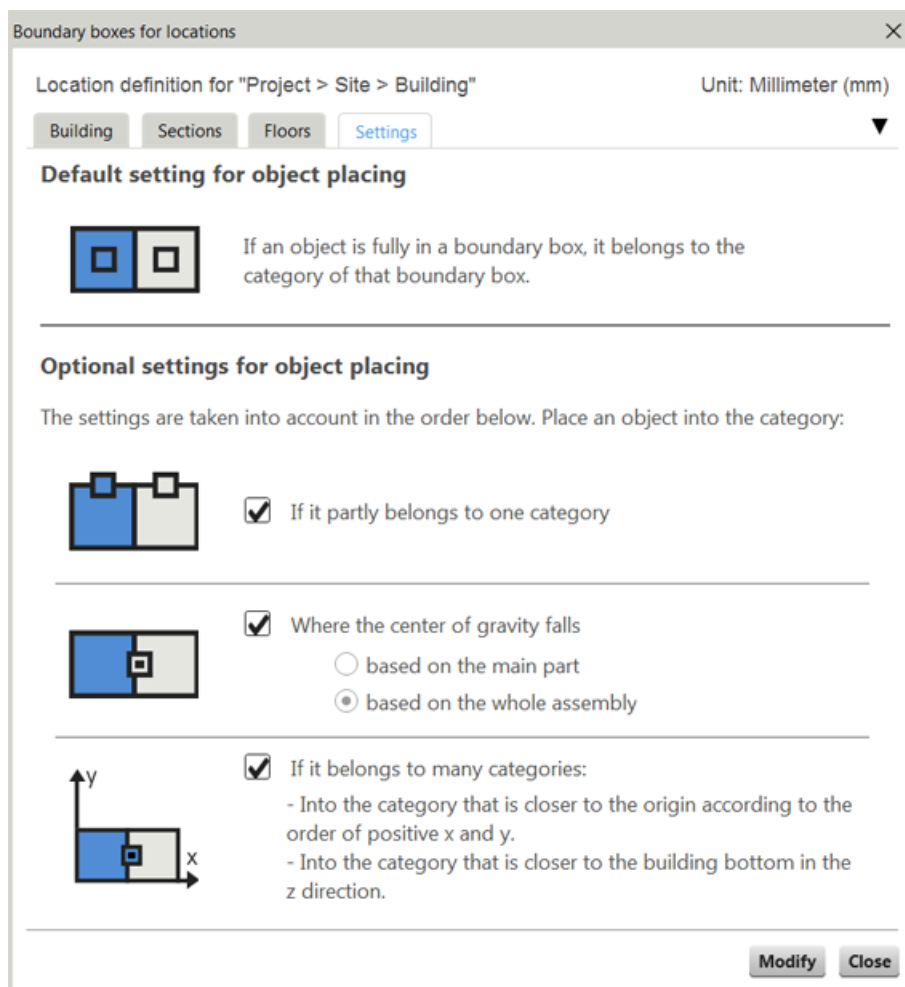 Boundary boxes for locations
Location definition for "Project > Site > Building" Unit: Millimeter (mm)
Building Sections Floors Settings
Default setting for object placing
If an object is fully in a boundary box, it belongs to the
category of that boundary box.
Optional settings for object placing
The settings are taken into account in the order below. Place an object into the category:
If it partly belongs to one category
Where the center of gravity falls
based on the main part
based on the whole assembly
y
x
If it belongs to many categories:
- Into the category that is closer to the origin according to the
order of positive x and y.
- Into the category that is closer to the building bottom in the
z direction.
Modify Close